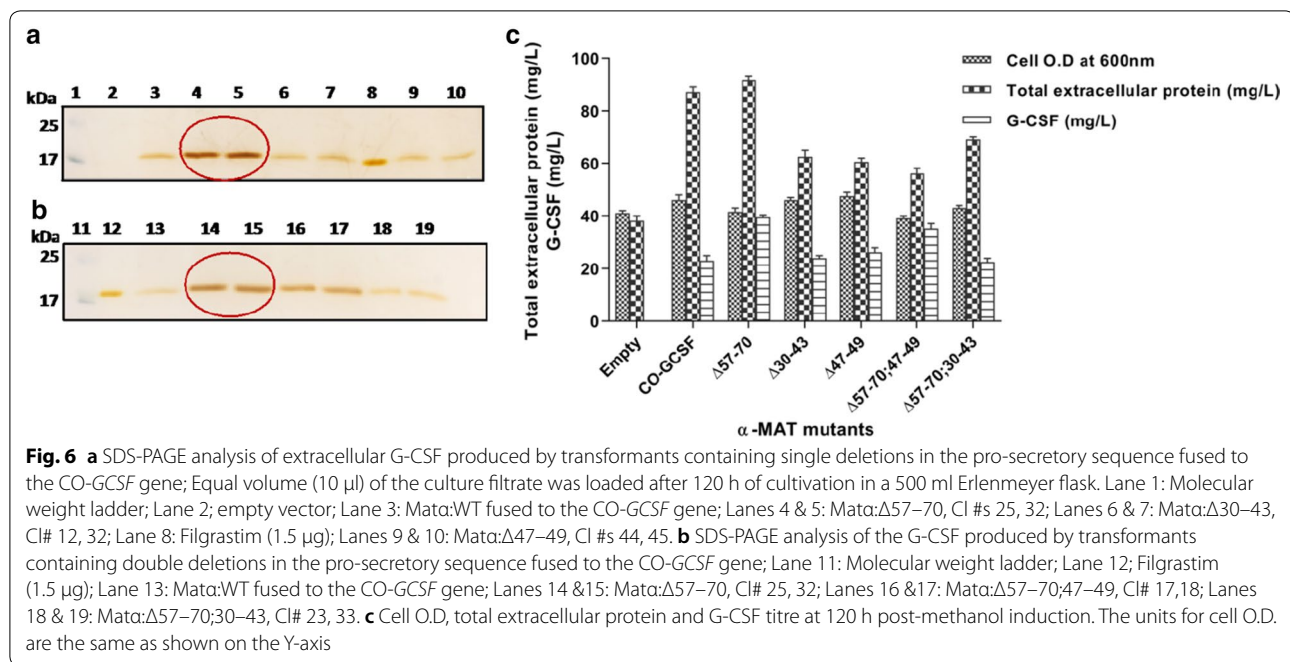 a
1 2 3 4 5 6 7 8 9 10
kDa
25
17
b
11 12 13 14 15 16 17 18 19
kDa
25
17
c
Total extracellular protein (mg/L)
G-CSF (mg/L)
100
80
60
40
20
0
Cell O.D at 600nm
Total extracellular protein (mg/L)
G-CSF (mg/L)
Empty
CO-GCSF
Δ57-70
Δ30-43
Δ47-49
Δ57-70;47-49
Δ57-70;30-43
α-MAT mutants
Fig. 6 a SDS-PAGE analysis of extracellular G-CSF produced by transformants containing single deletions in the pro-secretory sequence fused to
the CO-GCSF gene; Equal volume (10 µl) of the culture filtrate was loaded after 120 h of cultivation in a 500 ml Erlenmeyer flask. Lane 1: Molecular
weight ladder; Lane 2; empty vector; Lane 3: Matα:WT fused to the CO-GCSF gene; Lanes 4 & 5: Matα:Δ57–70, Cl #s 25, 32; Lanes 6 & 7: Matα:Δ30–43,
Cl# 12, 32; Lane 8: Filgrastim (1.5 µg); Lanes 9 & 10: Matα:Δ47–49, Cl #s 44, 45. b SDS-PAGE analysis of the G-CSF produced by transformants
containing double deletions in the pro-secretory sequence fused to the CO-GCSF gene; Lane 11: Molecular weight ladder; Lane 12; Filgrastim
(1.5 µg); Lane 13: Matα:WT fused to the CO-GCSF gene; Lanes 14 &15: Matα:Δ57–70, Cl# 25, 32; Lanes 16 &17: Matα:Δ57–70;47–49, Cl# 17,18; Lanes
18 & 19: Matα:Δ57–70;30–43, Cl# 23, 33. c Cell O.D, total extracellular protein and G-CSF titre at 120 h post-methanol induction. The units for cell O.D.
are the same as shown on the Y-axis